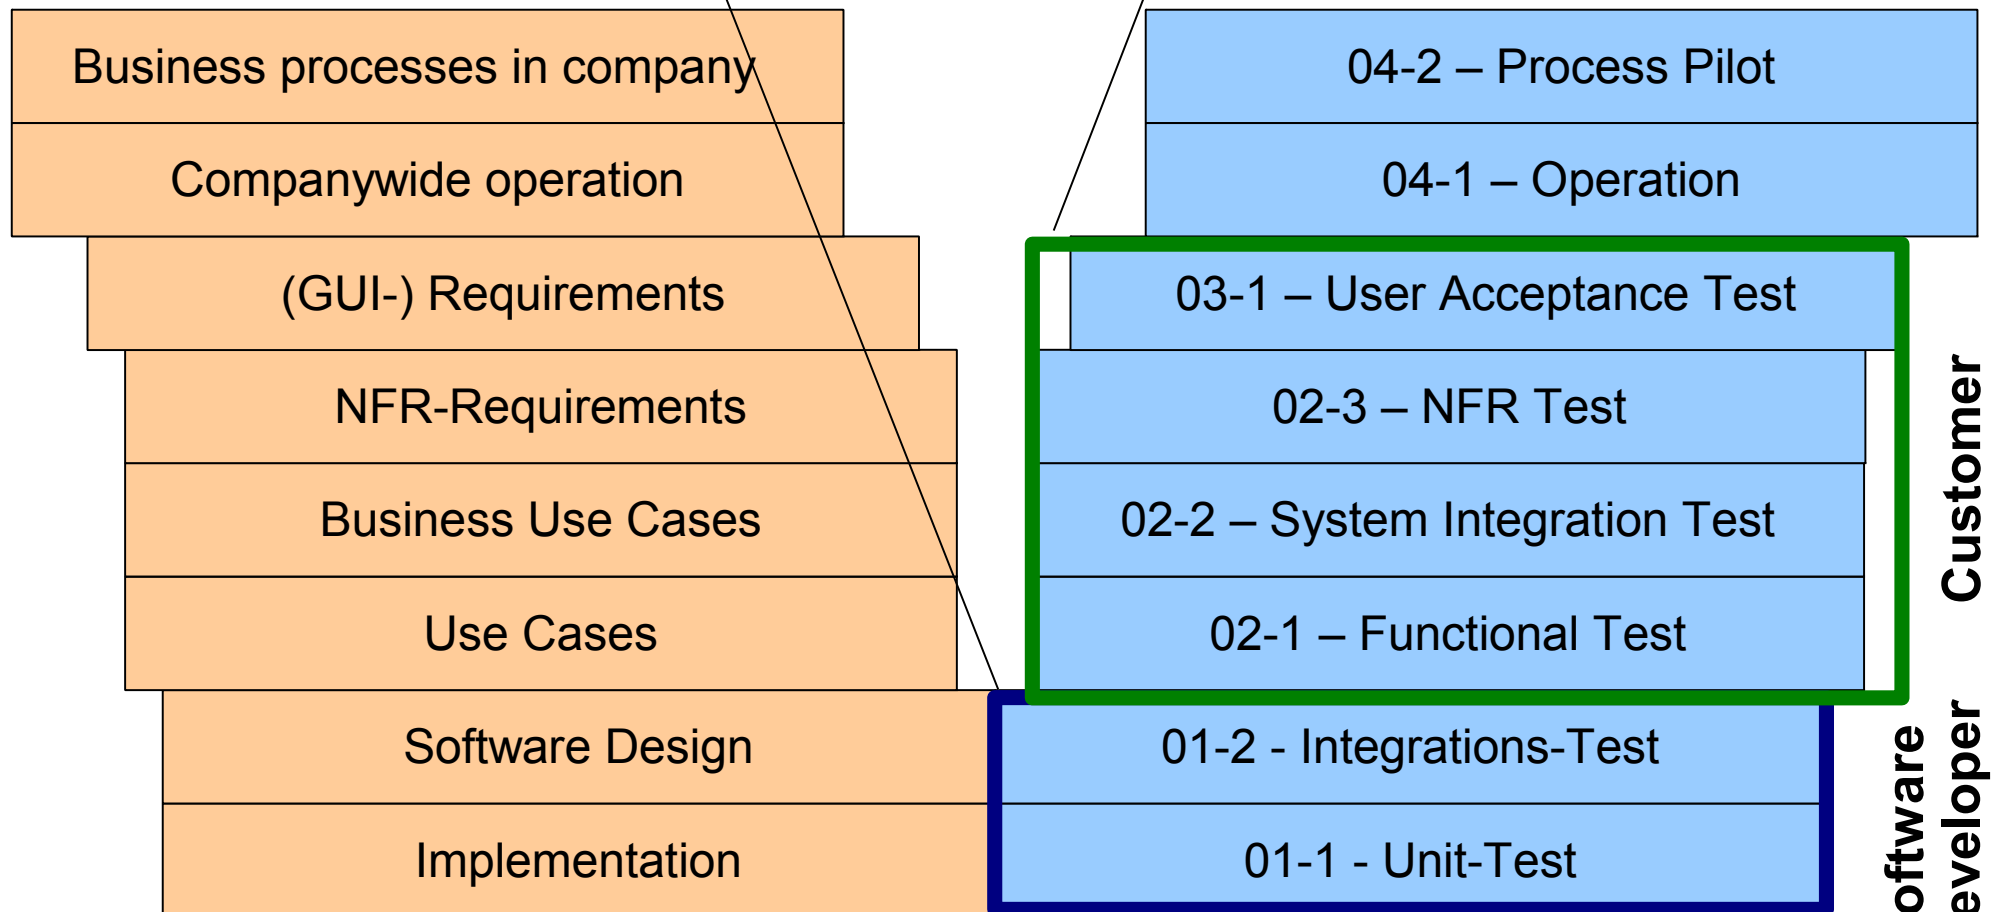 Business processes in company
04-2 – Process Pilot
Companywide operation
04-1 – Operation
(GUI-) Requirements
03-1 – User Acceptance Test
NFR-Requirements
02-3 – NFR Test
Business Use Cases
02-2 – System Integration Test
Use Cases
02-1 – Functional Test
Customer
Software Design
01-2 - Integrations-Test
Implementation
01-1 - Unit-Test
oftware
eveloper